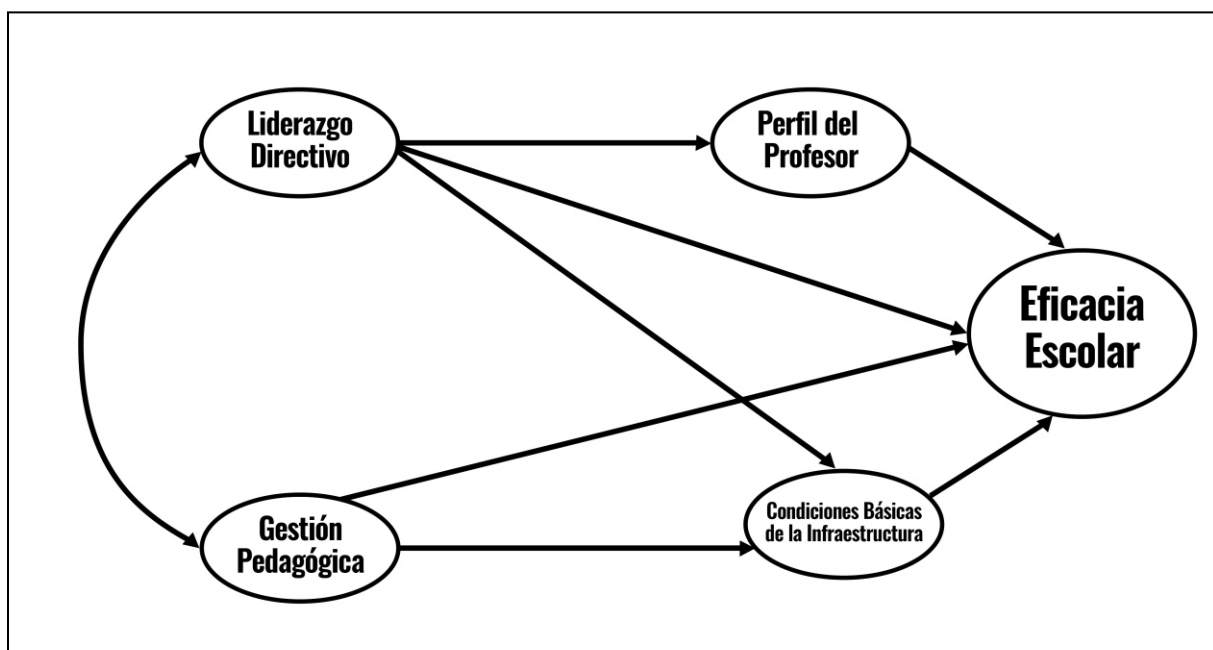 Liderazgo
Directivo
Perfil del
Profesor
Eficacia
Escolar
Gestión
Pedagógica
Condiciones Básicas
de la Infraestructura